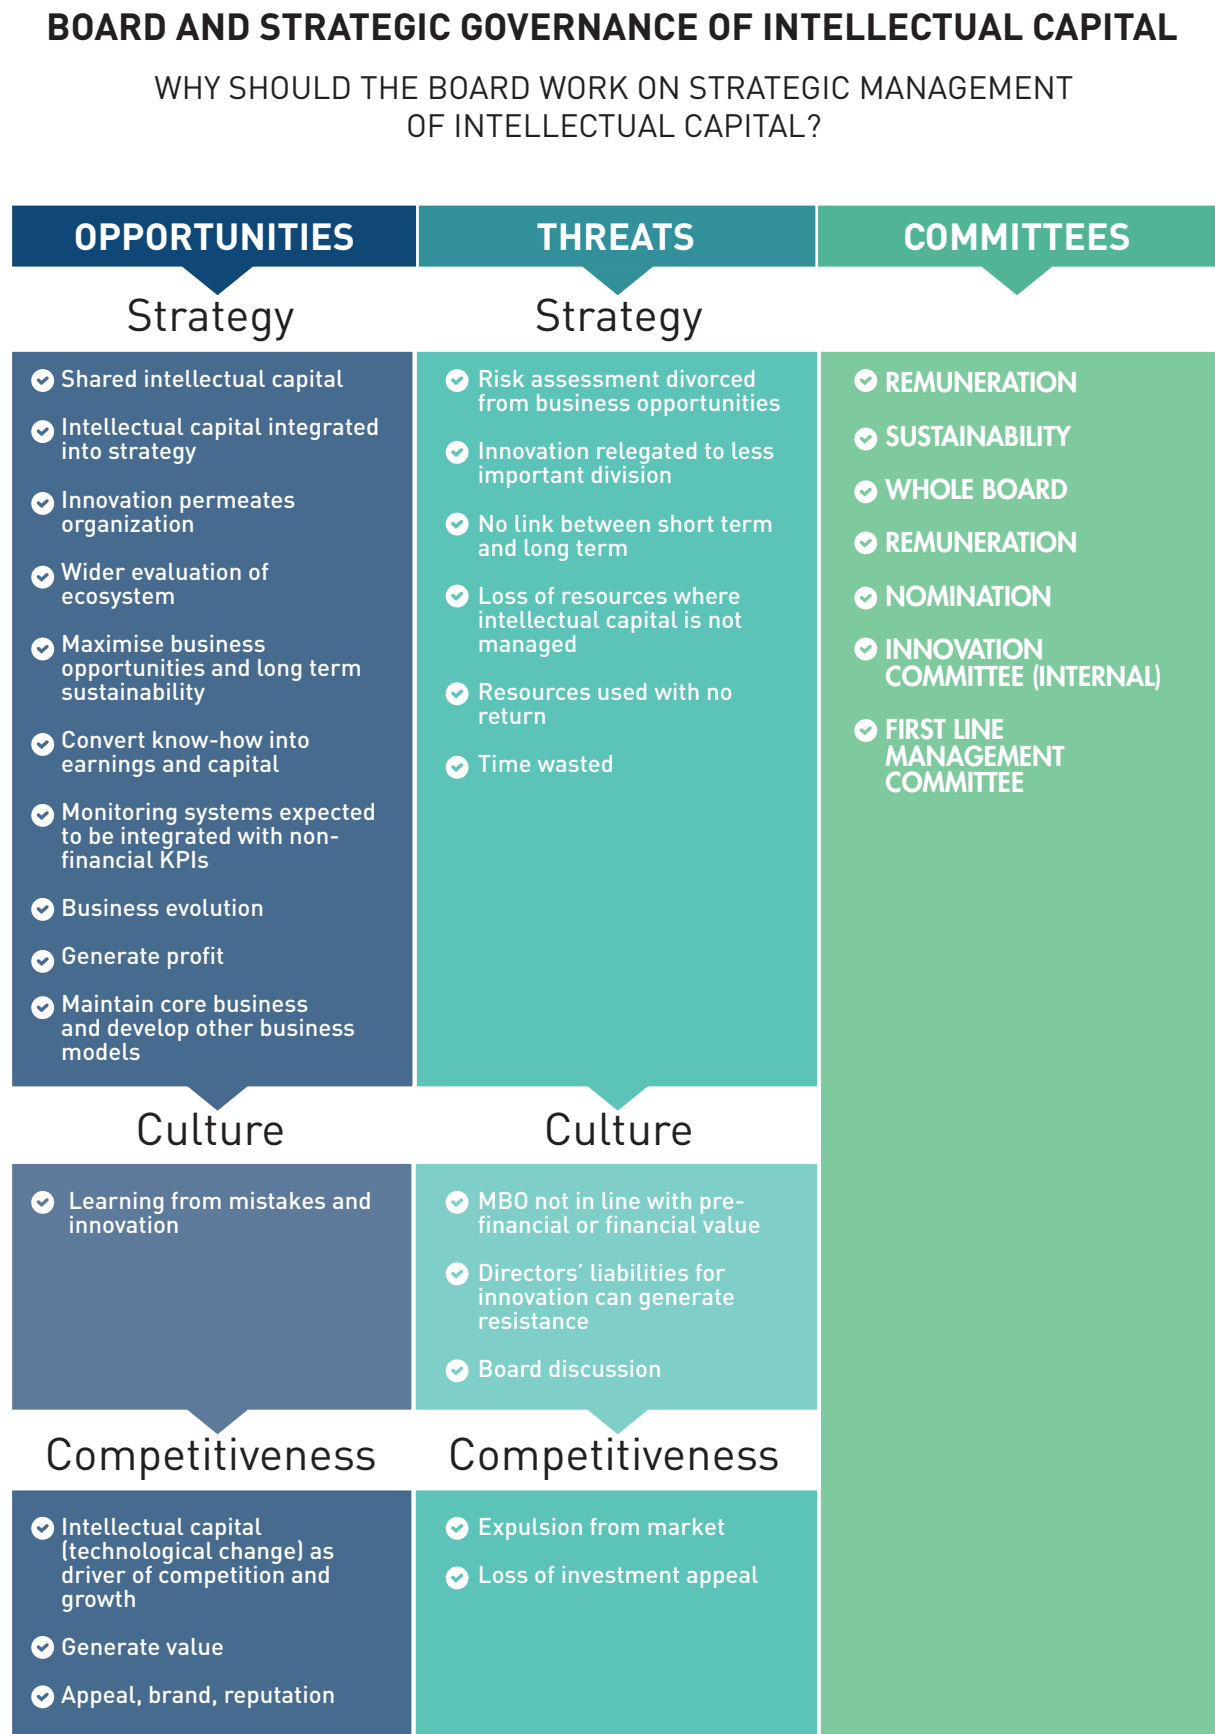 BOARD AND STRATEGIC GOVERNANCE OF INTELLECTUAL CAPITAL
WHY SHOULD THE BOARD WORK ON STRATEGIC MANAGEMENT
OF INTELLECTUAL CAPITAL?
OPPORTUNITIES
Strategy
Shared intellectual capital
Intellectual capital integrated
into strategy
Innovation permeates
organization
Wider evaluation of
ecosystem
Maximise business
opportunities and long term
sustainability
Convert know-how into
earnings and capital
Monitoring systems expected
to be integrated with non-
financial KPIs
Business evolution
Generate profit
Maintain core business
and develop other business
models
Culture
Learning from mistakes and
innovation
Competitiveness
Intellectual capital
(technological change) as
driver of competition and
growth
Generate value
Appeal, brand, reputation
THREATS
Strategy
Risk assessment divorced
from business opportunities
Innovation relegated to less
important division
No link between short term
and long term
Loss of resources where
intellectual capital is not
managed
Resources used with no
return
Time wasted
Culture
MBO not in line with pre-
financial or financial value
Directors’ liabilities for
innovation can generate
resistance
Board discussion
Competitiveness
Expulsion from market
Loss of investment appeal
COMMITTEES
REMUNERATION
SUSTAINABILITY
WHOLE BOARD
REMUNERATION
NOMINATION
INNOVATION
COMMITTEE (INTERNAL)
FIRST LINE
MANAGEMENT
COMMITTEE